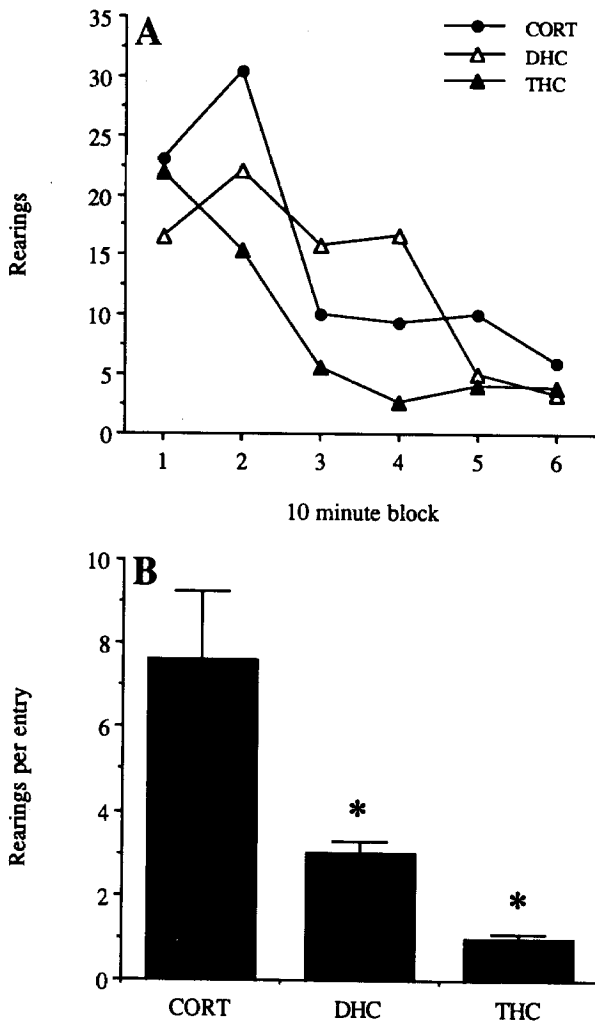 A
CORT
DHC
THC
35
30
25
20
15
10
5
0
Rearings
1 2 3 4 5 6
10 minute block
B
10
8
6
4
2
0
Rearings per entry
*
*
CORT DHC THC